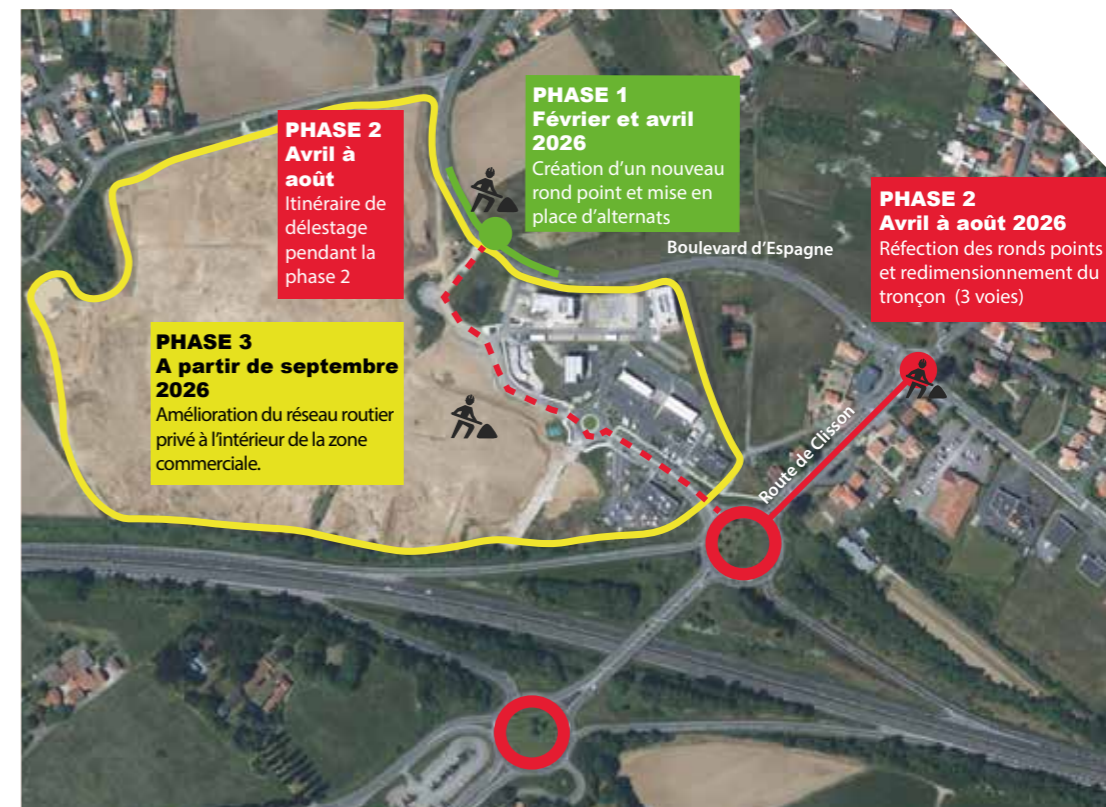 PHASE 1
Février et avril
2026
Création d'un nouveau
rond point et mise en
place d'alternats
PHASE 2
Avril à
août
Itinéraire de
délestage
pendant la
phase 2
PHASE 2
Avril à août 2026
Réfection des ronds points
et redimensionnement du
tronçon (3 voies)
Boulevard d'Espagne
PHASE 3
A partir de septembre
2026
Amélioration du réseau routier
privé à l'intérieur de la zone
commerciale.
Route de Clisson